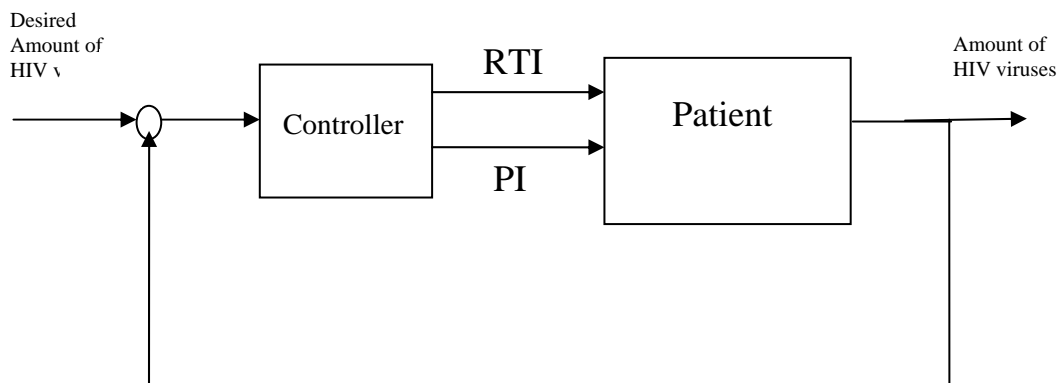 Desired
Amount of
HIV
Controller
RTI
PI
Patient
Amount of
HIV viruses